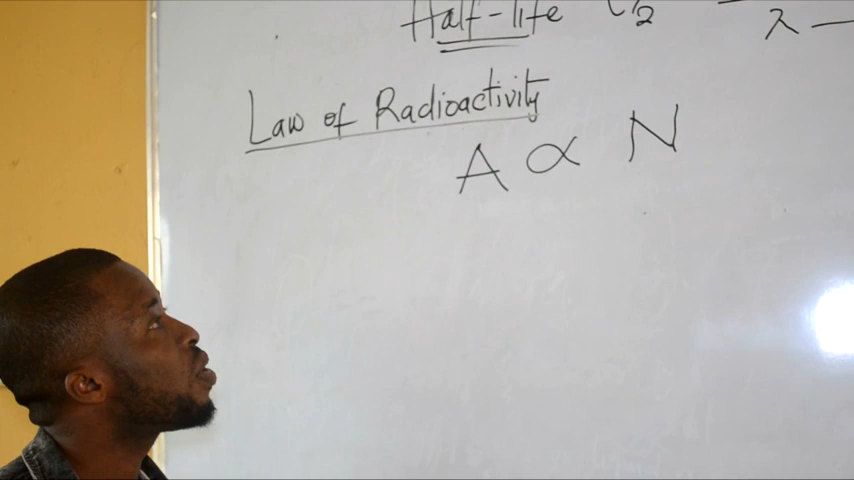 Half-life t½ λ
Law of Radioactivity
A ∝ N